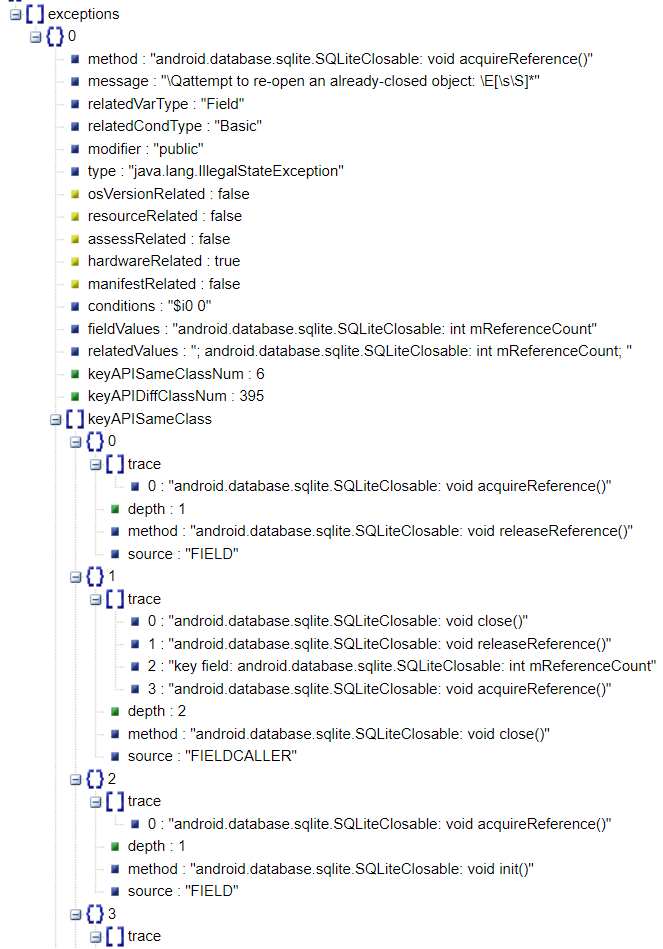 exceptions
0
method : "android.database.sqlite.SQLiteClosable: void acquireReference()"
message : "\Qattempt to re-open an already-closed object: \E[\s\S]*"
relatedVarType : "Field"
relatedCondType : "Basic"
modifier : "public"
type : "java.lang.IllegalStateException"
osVersionRelated : false
resourceRelated : false
assessRelated : false
hardwareRelated : true
manifestRelated : false
conditions : "$i0 0"
fieldValues : "android.database.sqlite.SQLiteClosable: int mReferenceCount"
relatedValues : "; android.database.sqlite.SQLiteClosable: int mReferenceCount; "
keyAPISameClassNum : 6
keyAPIDiffClassNum : 395
keyAPISameClass
0
trace
0 : "android.database.sqlite.SQLiteClosable: void acquireReference()"
depth : 1
method : "android.database.sqlite.SQLiteClosable: void releaseReference()"
source : "FIELD"
1
trace
0 : "android.database.sqlite.SQLiteClosable: void close()"
1 : "android.database.sqlite.SQLiteClosable: void releaseReference()"
2 : "key field: android.database.sqlite.SQLiteClosable: int mReferenceCount"
3 : "android.database.sqlite.SQLiteClosable: void acquireReference()"
depth : 2
method : "android.database.sqlite.SQLiteClosable: void close()"
source : "FIELDCALLER"
2
trace
0 : "android.database.sqlite.SQLiteClosable: void acquireReference()"
depth : 1
method : "android.database.sqlite.SQLiteClosable: void init()"
source : "FIELD"
3
trace